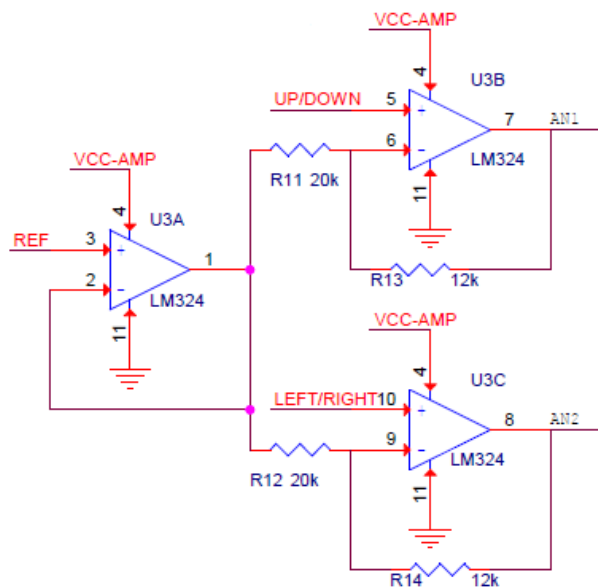 VCC-AMP
4
U3B
UP/DOWN
5
+
7
AN1
6
-
R11 20k
LM324
11
VCC-AMP
4
U3A
REF
3
+
1
2
-
LM324
11
R13
12k
VCC-AMP
4
U3C
LEFT/RIGHT
10
+
8
AN2
9
-
R12 20k
LM324
11
R14
12k